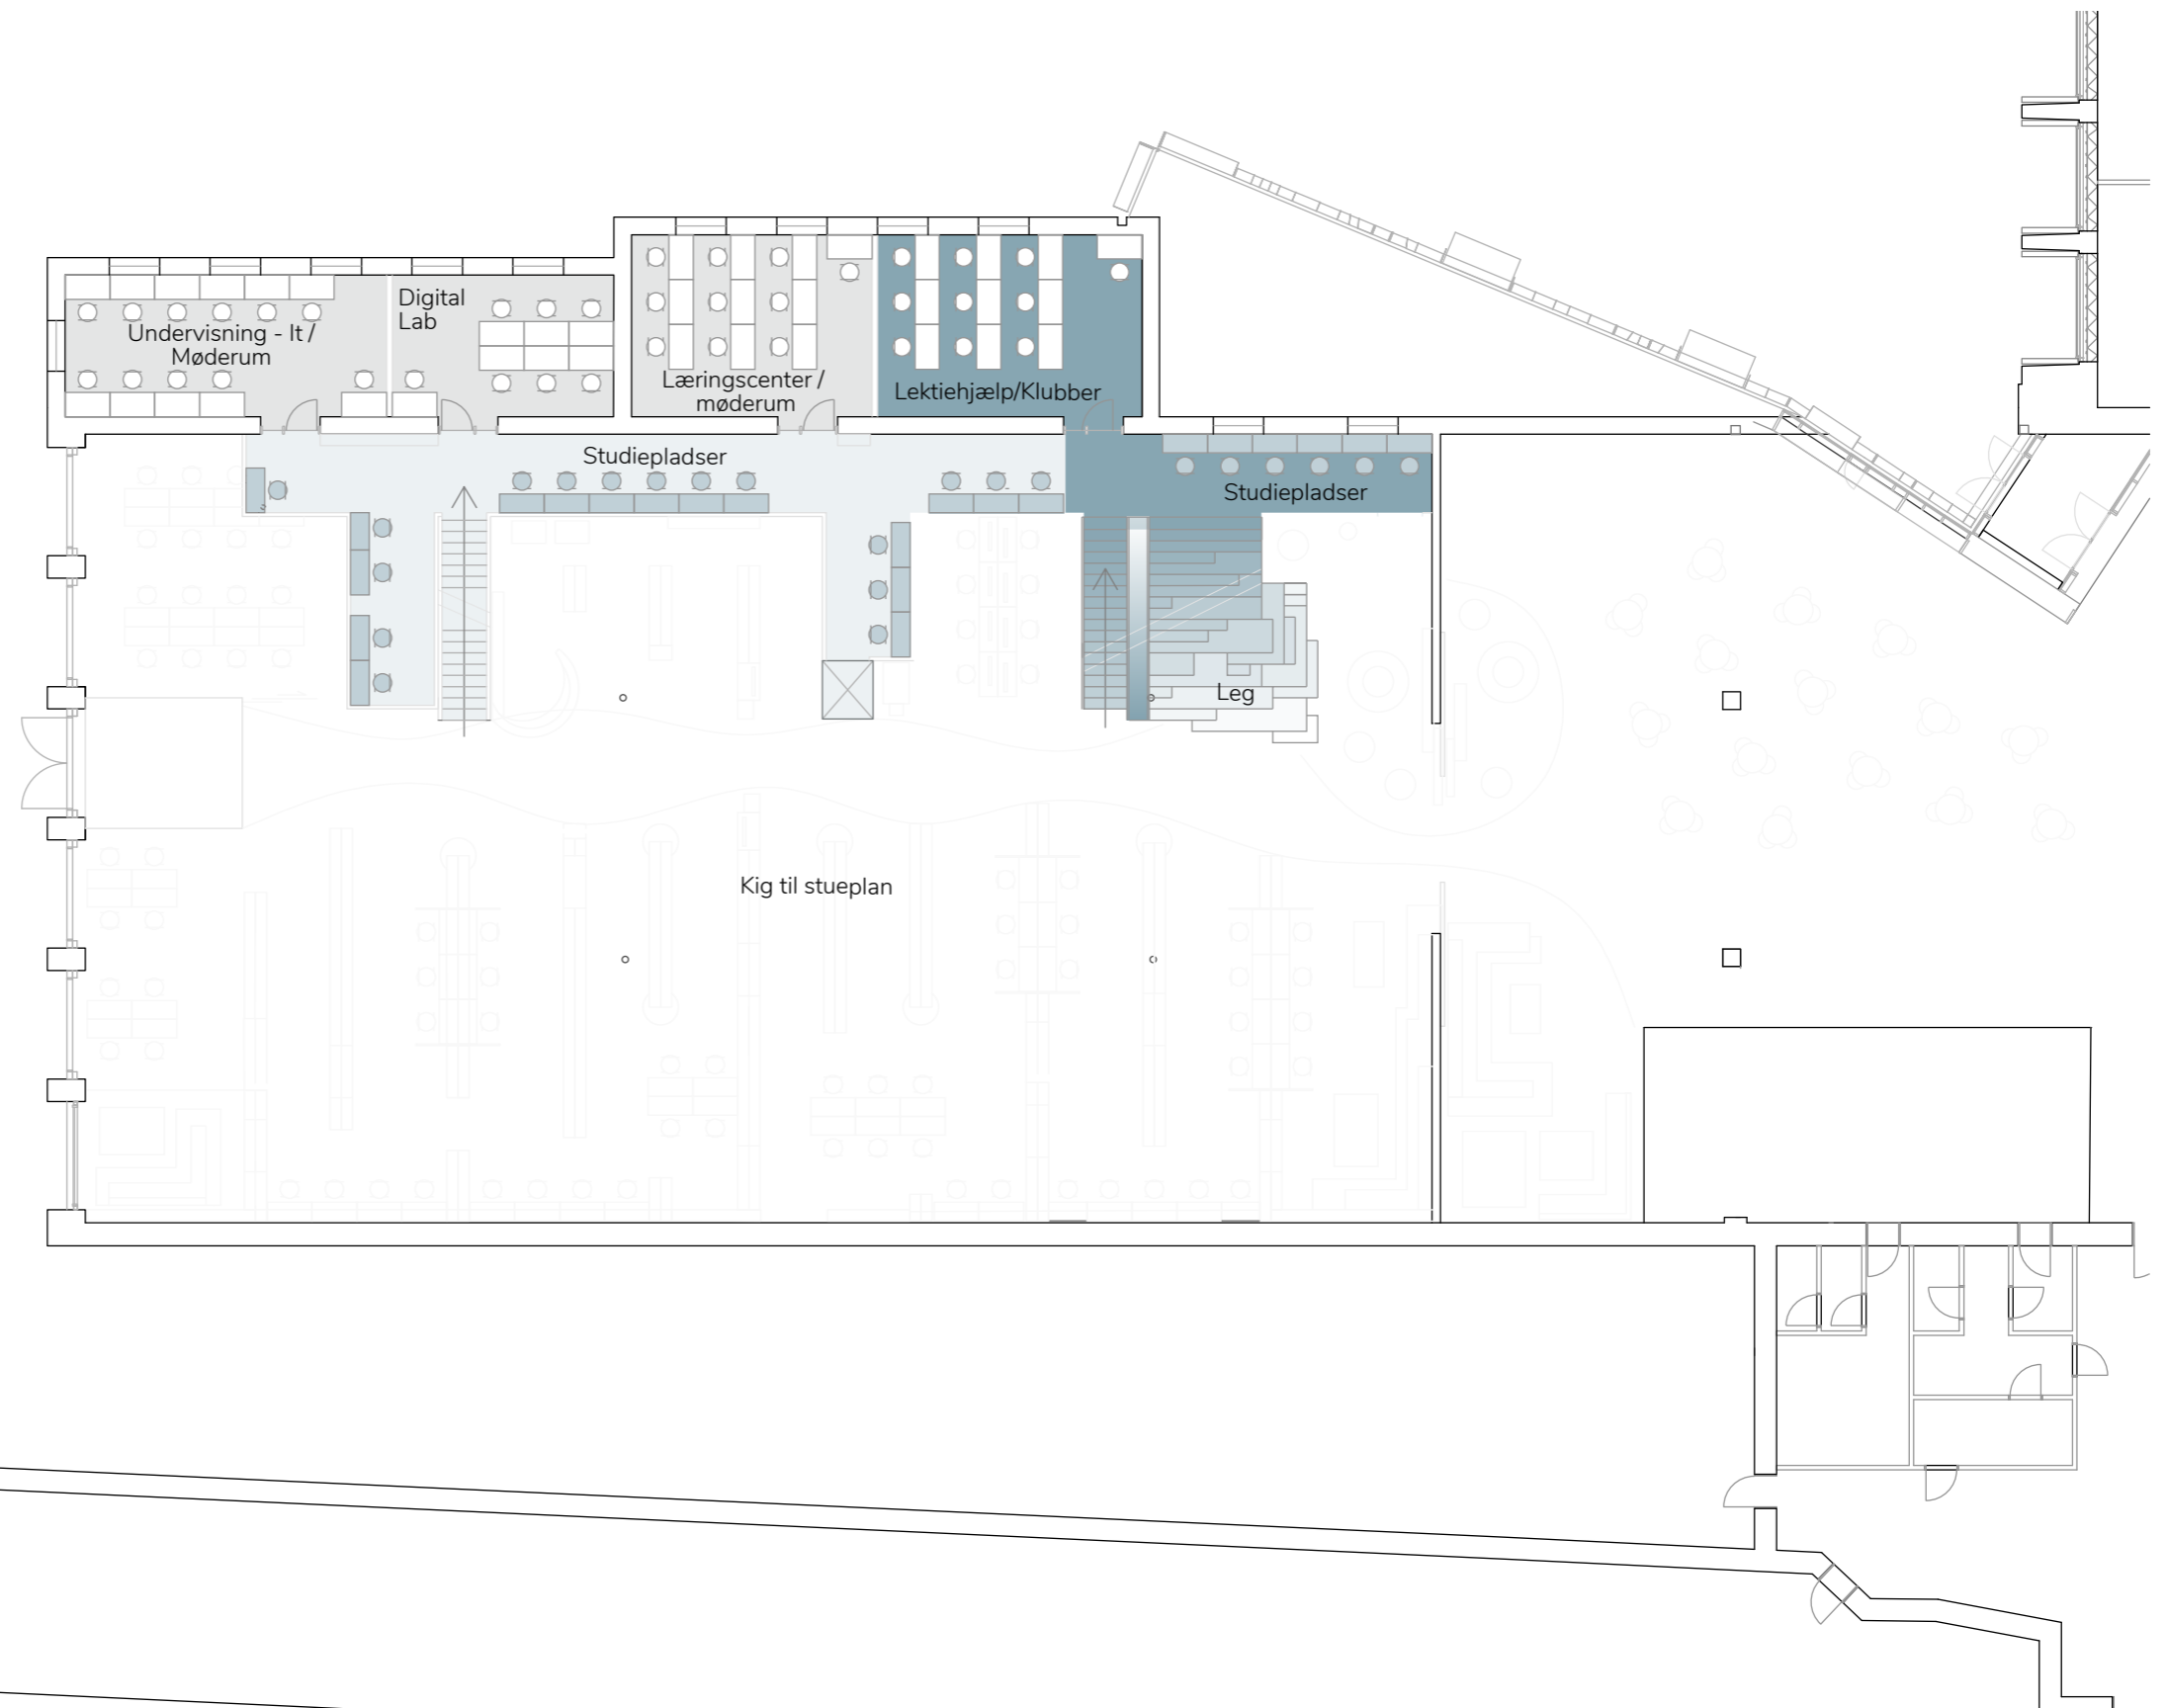 Digital
Lab
Undervisning - It /
Møderum
Læringscenter /
møderum
Lektiehjælp/Klubber
Studiepladser
Studiepladser
s
Leg
Kig til stueplan